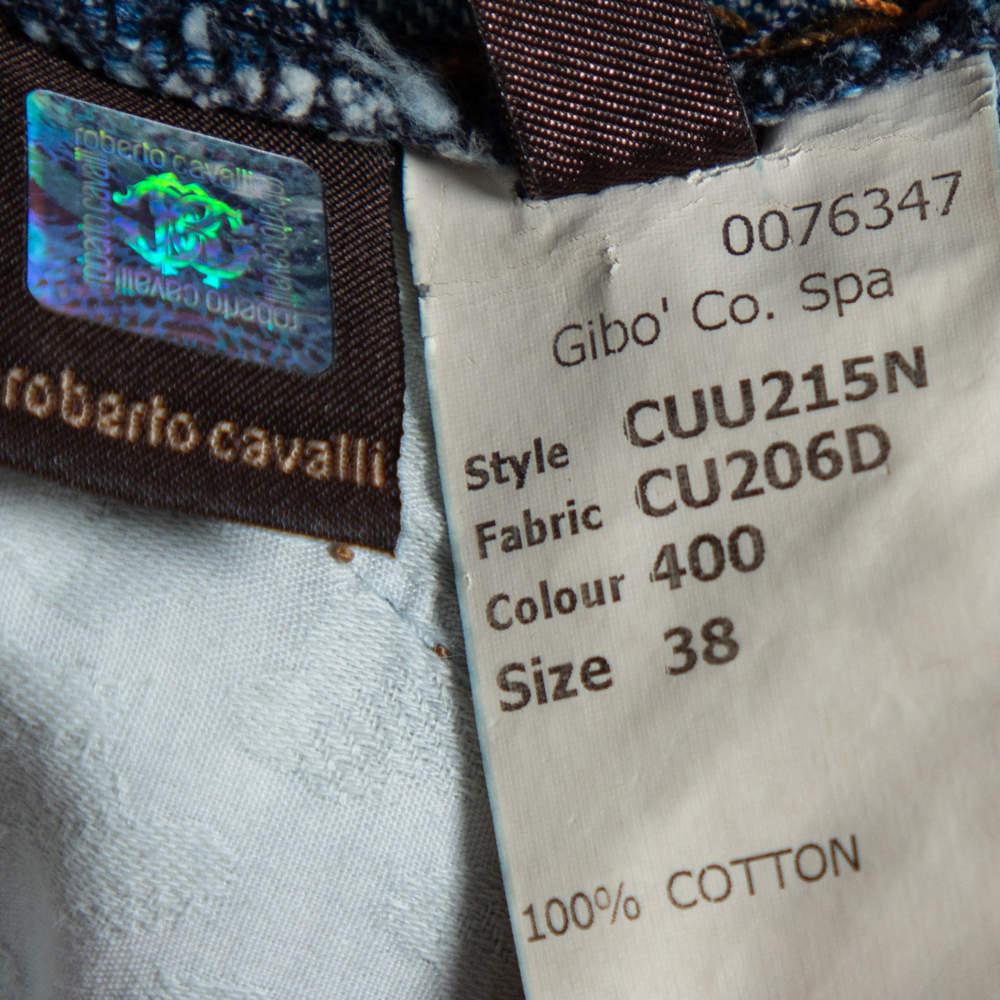 roberto cavalli
roberto cavalli
roberto cavalli
roberto cavalli
roberto cavalli
0076347
Gibo' Co. Spa
Style CUU215N
Fabric CU206D
Colour 400
Size 38
100% COTTON